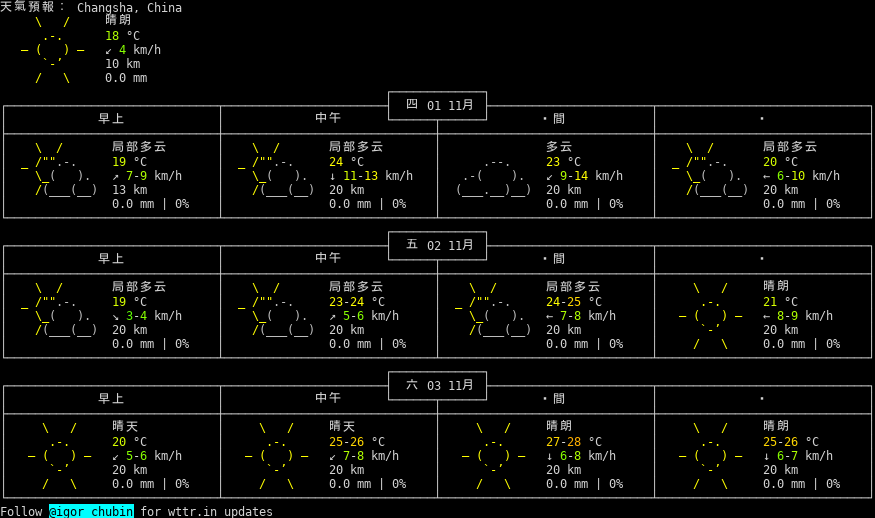 天氣預報： Changsha, China
晴朗
18 °C
↙ 4 km/h
10 km
0.0 mm
四 01 11月
早上 中午 ・間 ・
局部多云 局部多云 多云 局部多云
19 °C 24 °C 23 °C 20 °C
↗ 7-9 km/h ↓ 11-13 km/h ↙ 9-14 km/h ← 6-10 km/h
13 km 20 km 20 km 20 km
0.0 mm | 0% 0.0 mm | 0% 0.0 mm | 0% 0.0 mm | 0%
五 02 11月
早上 中午 ・間 ・
局部多云 局部多云 局部多云 晴朗
19 °C 23-24 °C 24-25 °C 21 °C
↘ 3-4 km/h ↗ 5-6 km/h ← 7-8 km/h ← 8-9 km/h
20 km 20 km 20 km 20 km
0.0 mm | 0% 0.0 mm | 0% 0.0 mm | 0% 0.0 mm | 0%
六 03 11月
早上 中午 ・間 ・
晴天 晴天 晴朗 晴朗
20 °C 25-26 °C 27-28 °C 25-26 °C
↙ 5-6 km/h ↙ 7-8 km/h ↓ 6-8 km/h ↓ 6-7 km/h
20 km 20 km 20 km 20 km
0.0 mm | 0% 0.0 mm | 0% 0.0 mm | 0% 0.0 mm | 0%
Follow @igor_chubin for wttr.in updates